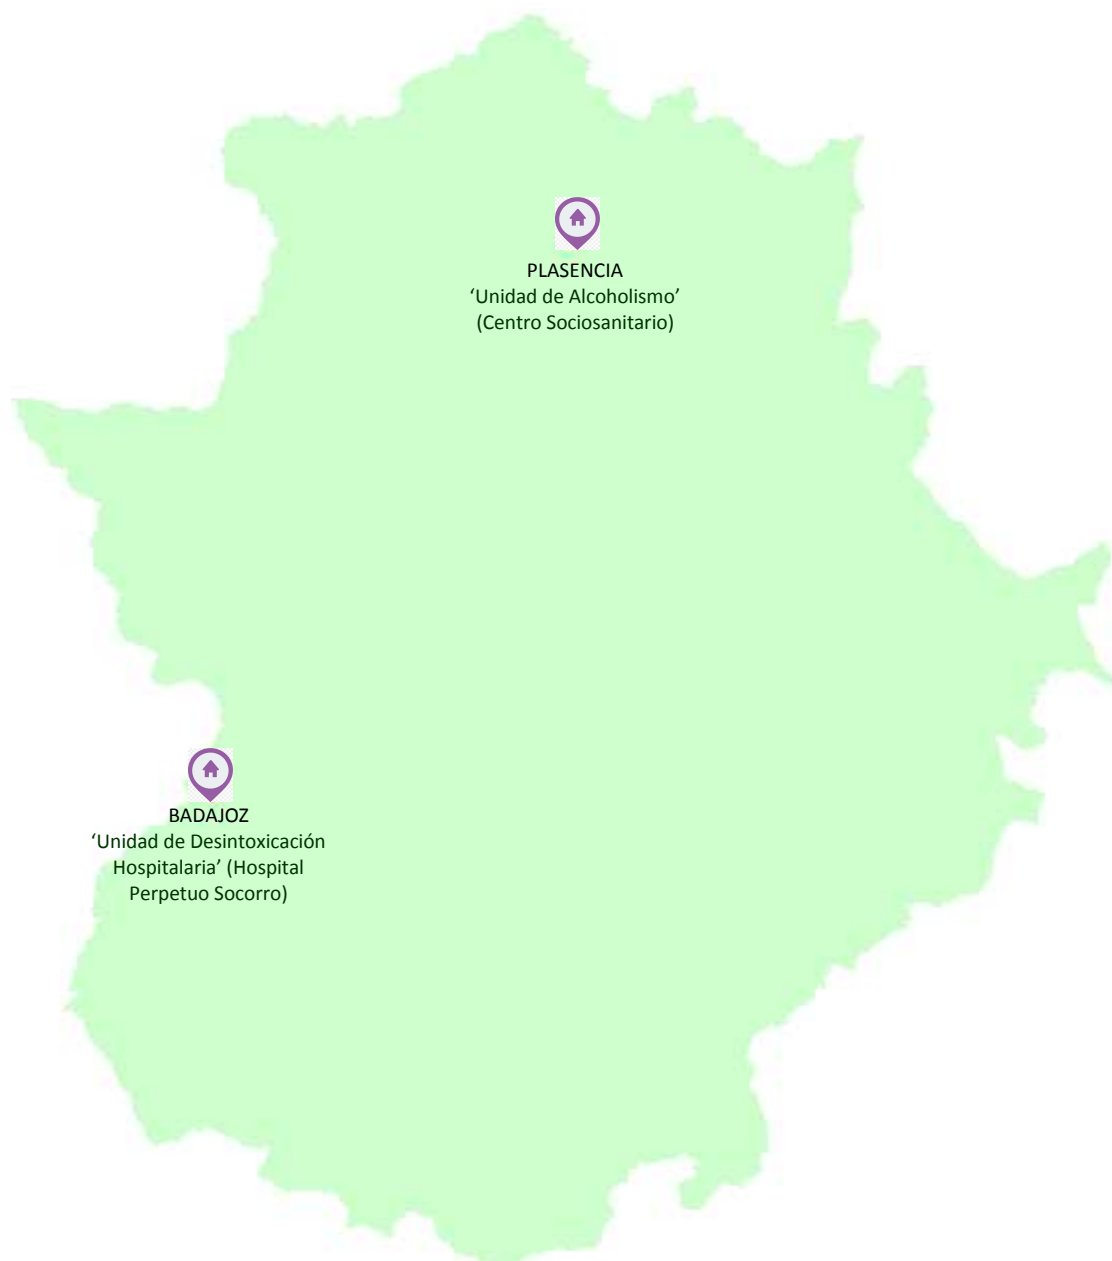 PLASENCIA
‘Unidad de Alcoholismo’
(Centro Sociosanitario)
BADAJOZ
‘Unidad de Desintoxicación
Hospitalaria’ (Hospital
Perpetuo Socorro)